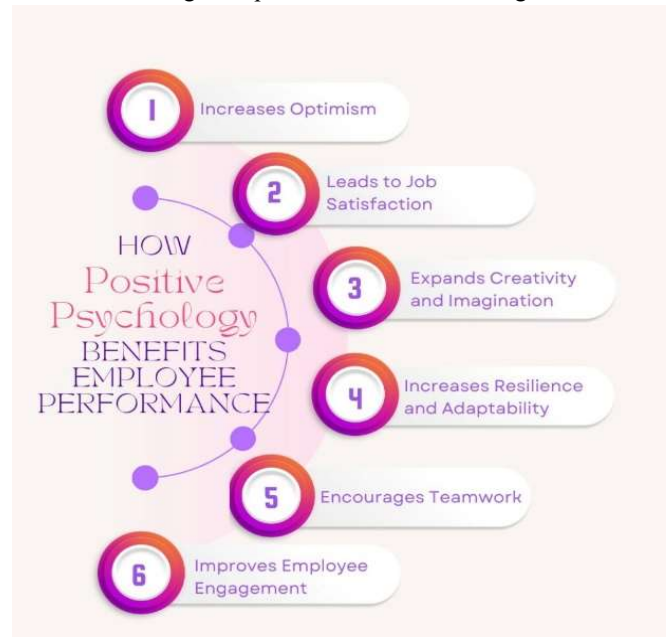 HOW
Positive
Psychology
BENEFITS
EMPLOYEE
PERFORMANCE
1
Increases Optimism
2
Leads to Job
Satisfaction
3
Expands Creativity
and Imagination
4
Increases Resilience
and Adaptability
5
Encourages Teamwork
6
Improves Employee
Engagement